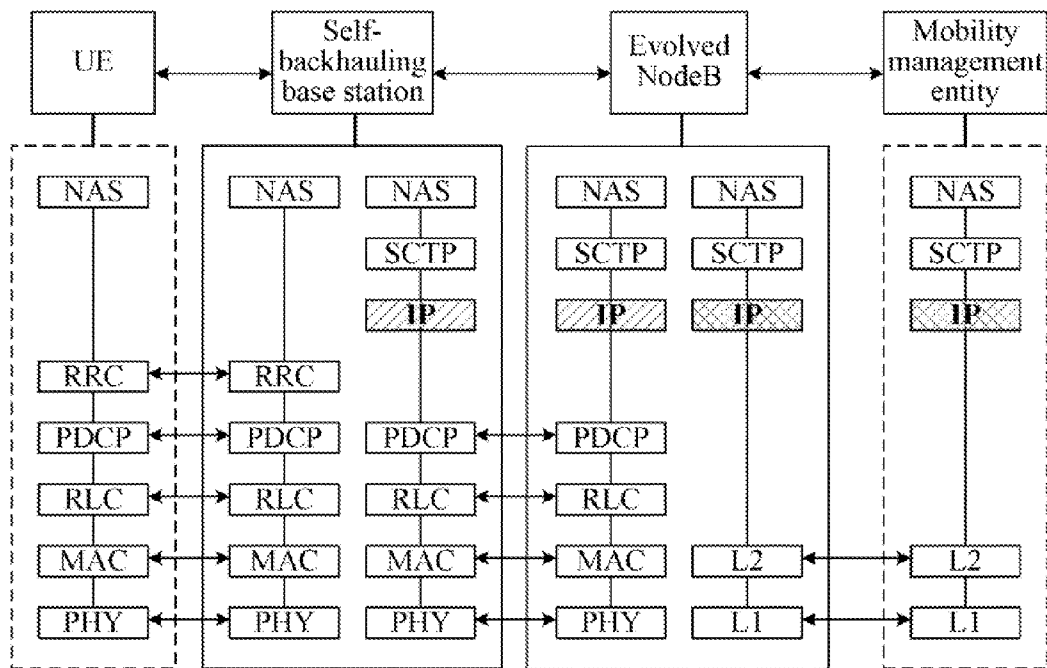 UE
Self-
backhauling
base station
Evolved
NodeB
Mobility
management
entity
NAS NAS NAS NAS NAS NAS
SCTP SCTP SCTP SCTP
IP IP IP IP
RRC RRC
PDCP PDCP PDCP PDCP
RLC RLC RLC RLC
MAC MAC MAC MAC L2 L2
PHY PHY PHY PHY L1 L1